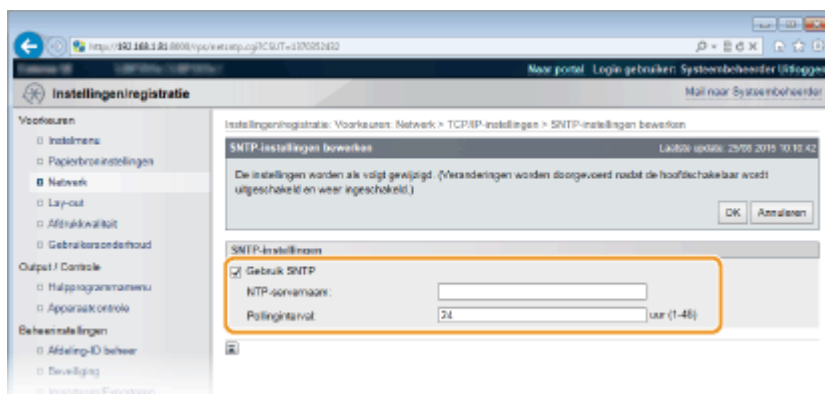 Naar portal Login gebruiker: Systeembeheerder Uitloggen
Instellingen/registratie
Mail naar Systeembeheerder
Voorkeuren
Instelmenu
Papierbroninstellingen
Netwerk
Lay-out
Afdrukkwaliteit
Gebruikersonderhoud
Output / Controle
Hulpprogrammamenu
Apparaatcontrole
Beheerinstellingen
Afdeling-ID beheer
Beveiliging
Instellingen/registratie: Voorkeuren: Netwerk > TCP/IP-instellingen > SNTP-instellingen bewerken
SNTP-instellingen bewerken
Laatste update: 25/08 2015 10:10:42
De instellingen worden als volgt gewijzigd. (Veranderingen worden doorgevoerd nadat de hoofdschakelaar wordt
uitgeschakeld en weer ingeschakeld.)
OK Annuleren
SNTP-instellingen
Gebruik SNTP
NTP-servernaam:
Pollinginterval: 24 uur (1-48)